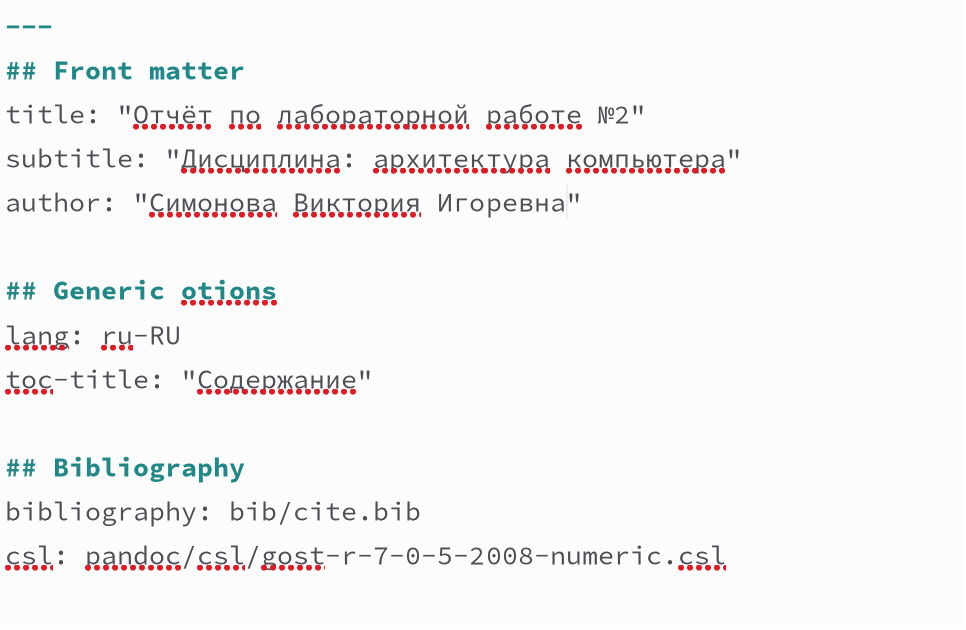 ---
## Front matter
title: "Отчёт по лабораторной работе №2"
subtitle: "Дисциплина: архитектура компьютера"
author: "Симонова Виктория Игоревна"
## Generic otions
lang: ru-RU
toc-title: "Содержание"
## Bibliography
bibliography: bib/cite.bib
csl: pandoc/csl/gost-r-7-0-5-2008-numeric.csl